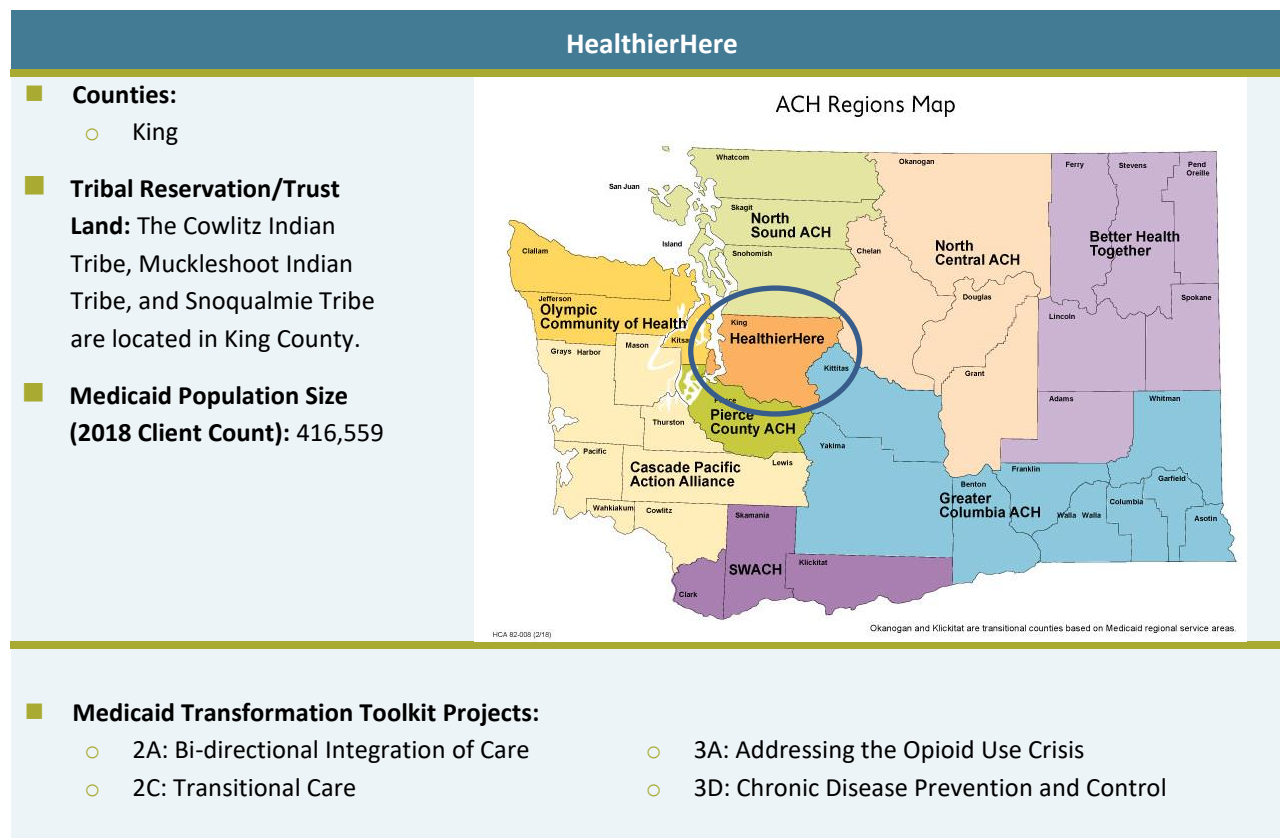 HealthierHere
Counties:
King
Tribal Reservation/Trust
Land: The Cowlitz Indian
Tribe, Muckleshoot Indian
Tribe, and Snoqualmie Tribe
are located in King County.
Medicaid Population Size
(2018 Client Count): 416,559
ACH Regions Map
Whatcom
Okanogan
Ferry
Stevens
Pend
Oreille
San Juan
Skagit
North
Sound ACH
Island
Snohomish
Chelan
North
Central ACH
Better Health
Together
Clallam
Jefferson
Olympic
Community of Health
Kitsa
King
HealthierHere
Douglas
Lincoln
Spokane
Grays Harbor
Mason
Kittitas
Grant
Pierce
Pierce
County ACH
Adams
Whitman
Thurston
Yakima
Pacific
Cascade Pacific
Action Alliance
Lewis
Franklin
Benton
Greater
Columbia ACH
Walla Walla
Columbia
Garfield
Asotin
Wahkiakum
Cowlitz
Skamania
SWACH
Klickitat
Clark
HCA 82-008 (2/18)
Okanogan and Klickitat are transitional counties based on Medicaid regional service areas.
Medicaid Transformation Toolkit Projects:
2A: Bi-directional Integration of Care
2C: Transitional Care
3A: Addressing the Opioid Use Crisis
3D: Chronic Disease Prevention and Control